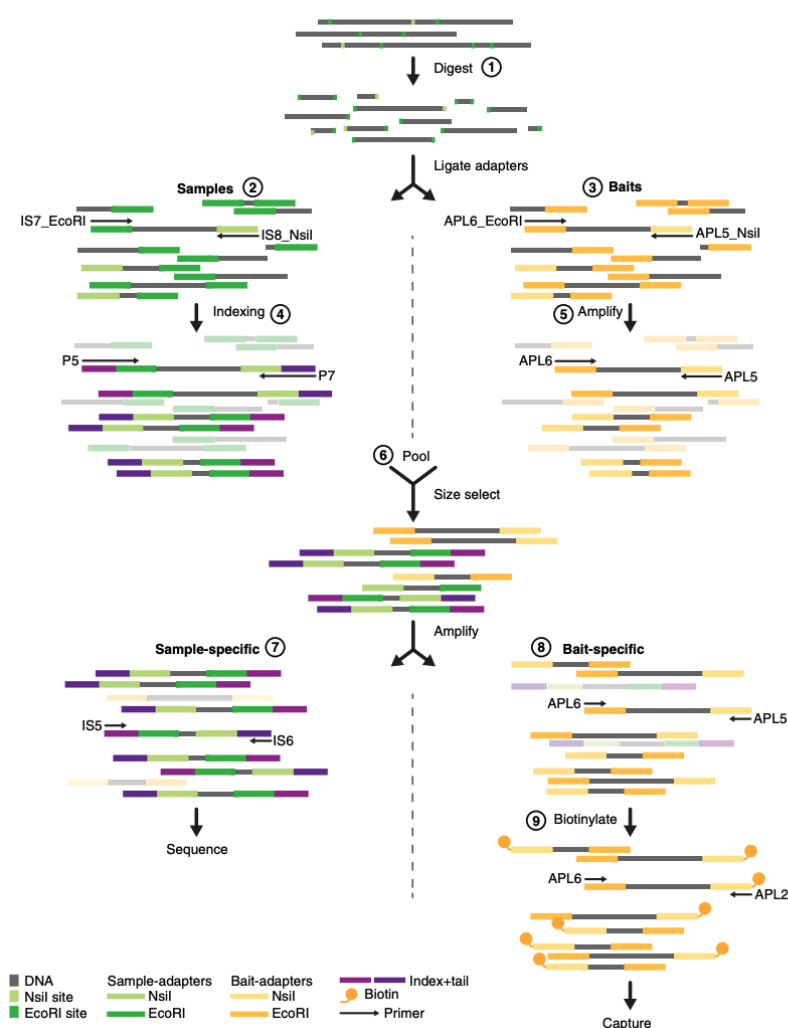 Digest 1
Ligate adapters
Samples 2
3 Baits
IS7_EcoRI
IS8_NsiI
APL6_EcoRI
APL5_NsiI
Indexing 4
5 Amplify
P5
P7
APL6
APL5
6 Pool
Size select
Amplify
Sample-specific 7
8 Bait-specific
IS5
IS6
APL6
APL5
9 Biotinylate
Sequence
APL6
APL2
DNA
NsiI site
EcoRI site
Sample-adapters
NsiI
EcoRI
Bait-adapters
NsiI
EcoRI
Index+tail
Biotin
Primer
Capture